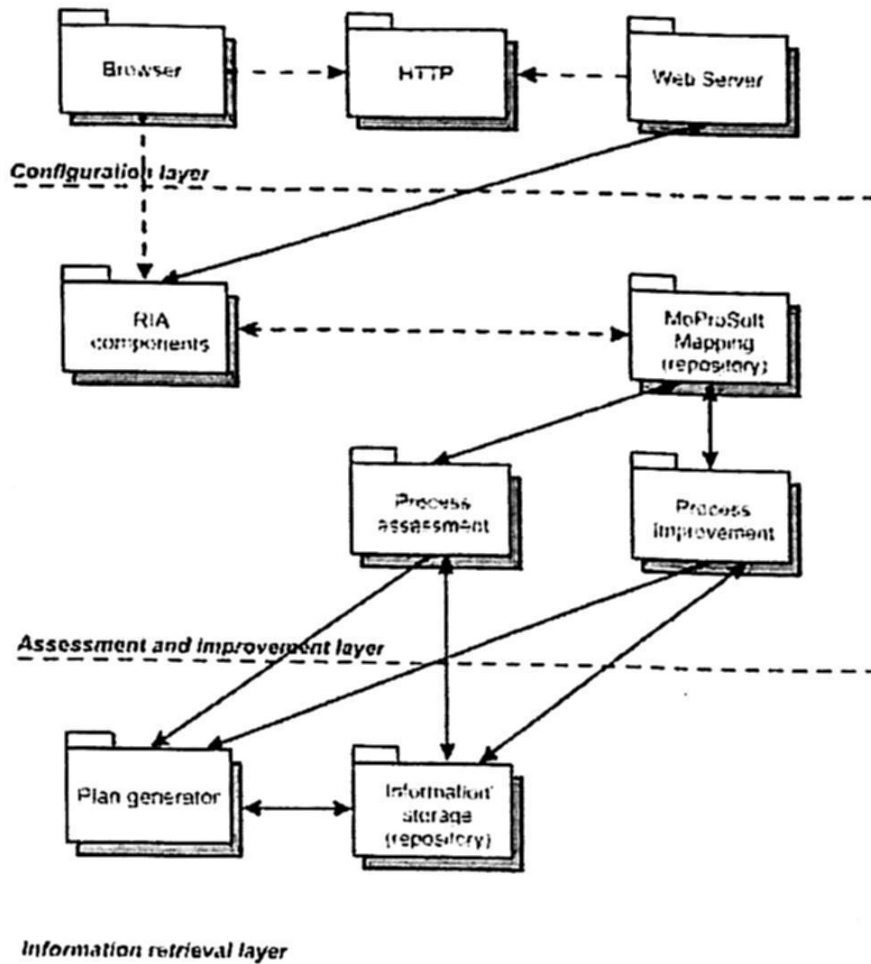 Browser
HTTP
Web Server
Configuration layer
RIA
components
MoProSoft
Mapping
(repository)
Process
assessment
Process
improvement
Assessment and improvement layer
Plan generator
Information
storage
(repository)
Information retrieval layer